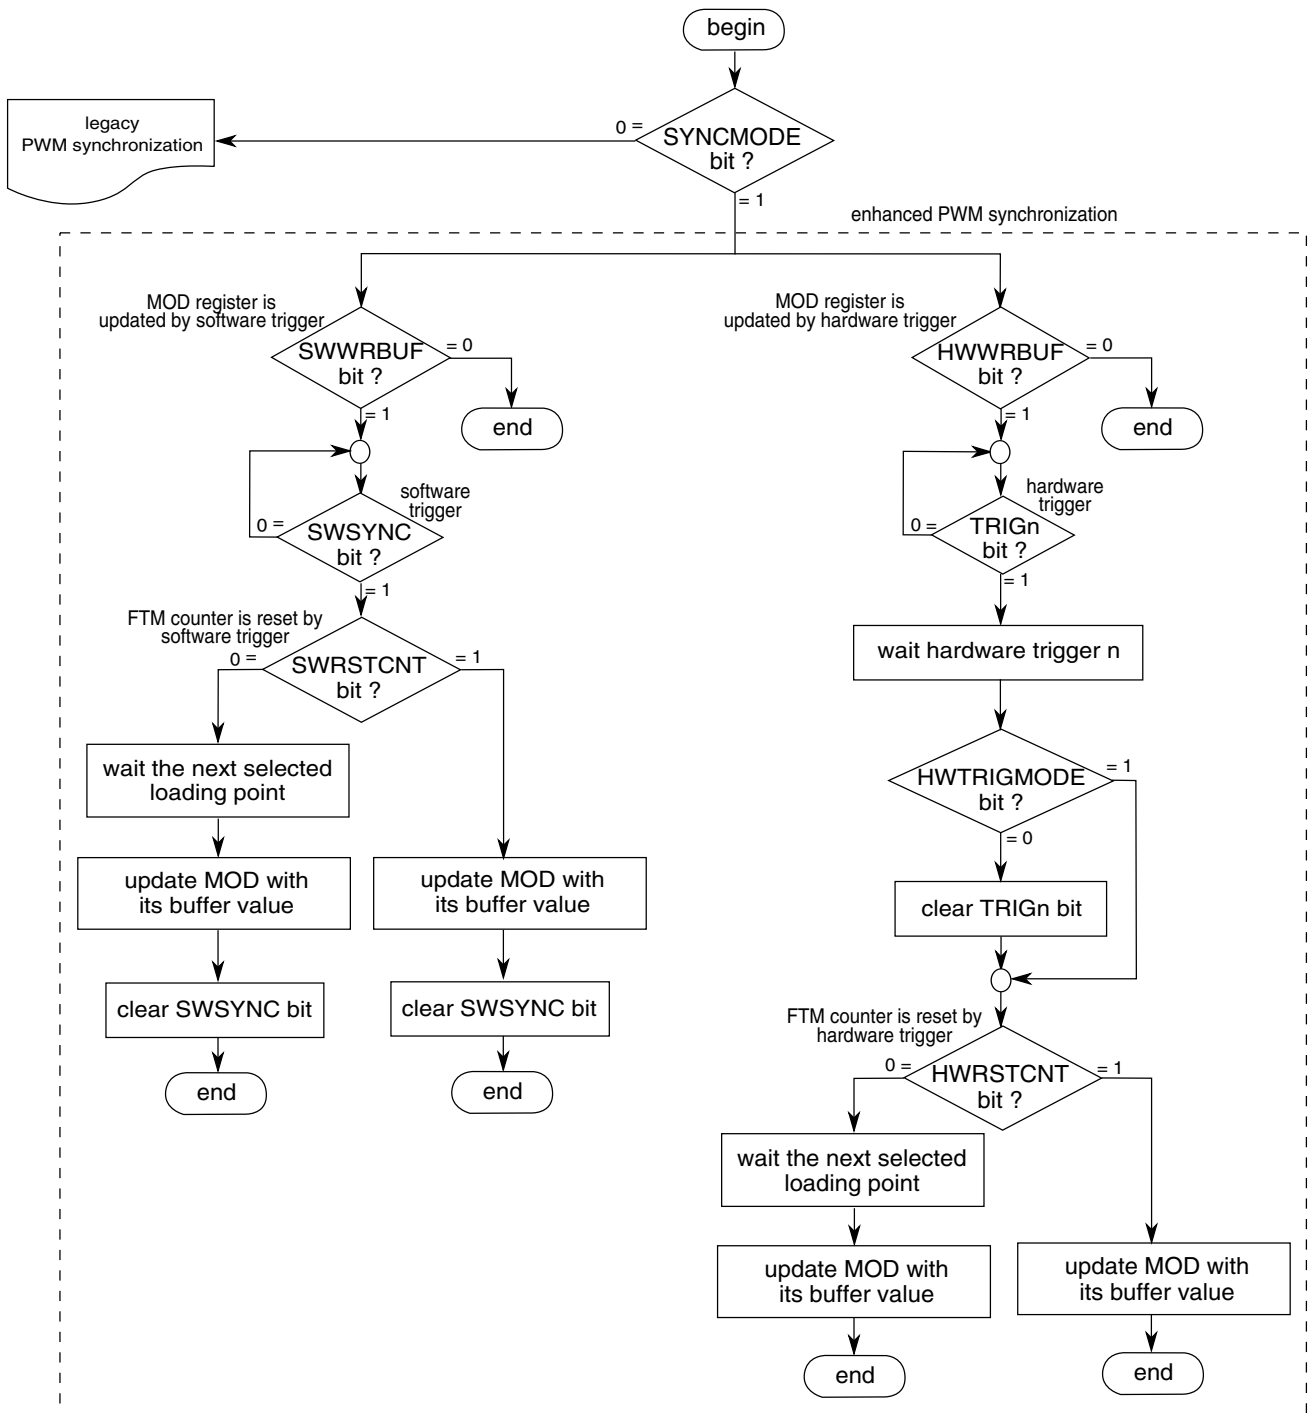 begin
legacy
PWM synchronization
0 =
SYNCMODE
bit ?
= 1
enhanced PWM synchronization
MOD register is
updated by software trigger
SWWRBUF
bit ?
= 0
= 1
end
software
trigger
0 =
SWSYNC
bit ?
= 1
FTM counter is reset by
software trigger
0 =
SWRSTCNT
bit ?
= 1
wait the next selected
loading point
update MOD with
its buffer value
clear SWSYNC bit
end
update MOD with
its buffer value
clear SWSYNC bit
end
MOD register is
updated by hardware trigger
HWWRBUF
bit ?
= 0
= 1
end
hardware
trigger
0 =
TRIGn
bit ?
= 1
wait hardware trigger n
HWTRIGMODE
bit ?
= 1
= 0
clear TRIGn bit
FTM counter is reset by
hardware trigger
0 =
HWRSTCNT
bit ?
= 1
wait the next selected
loading point
update MOD with
its buffer value
end
update MOD with
its buffer value
end